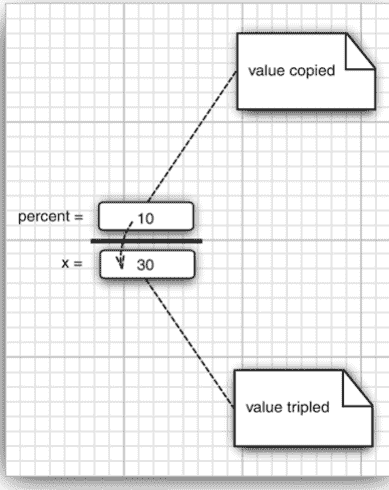 value copied
percent =
10
x =
30
value tripled